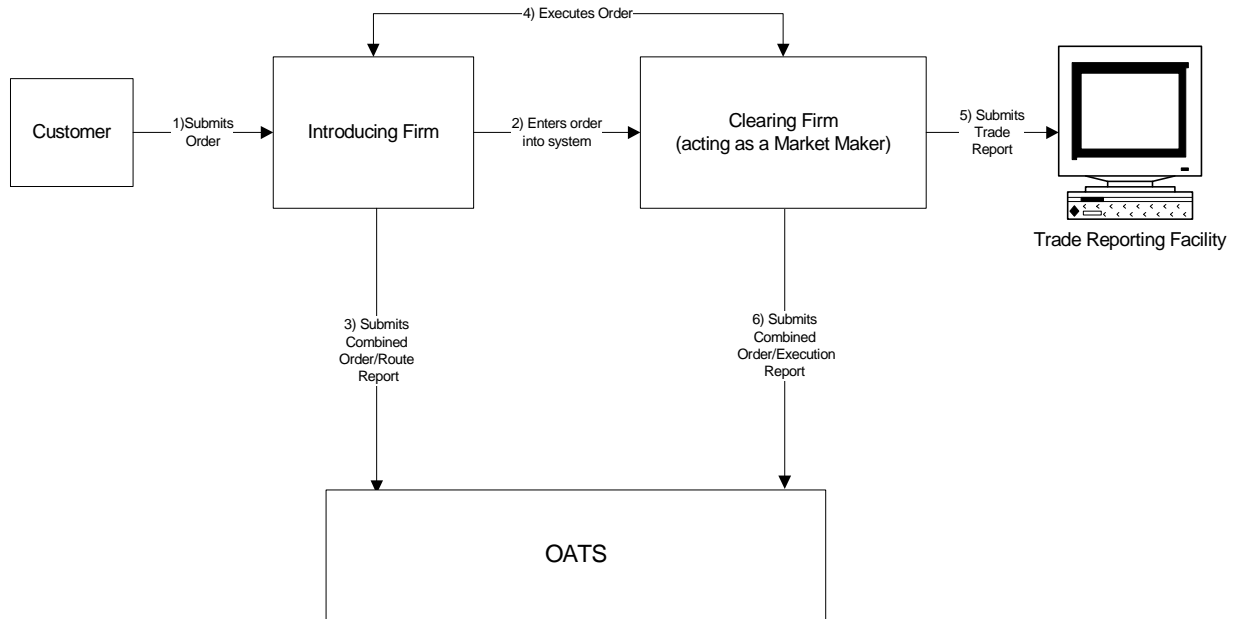 4) Executes Order
Customer
1)Submits
Order
Introducing Firm
2) Enters order
into system
Clearing Firm
(acting as a Market Maker)
5) Submits
Trade
Report
Trade Reporting Facility
3) Submits
Combined
Order/Route
Report
6) Submits
Combined
Order/Execution
Report
OATS